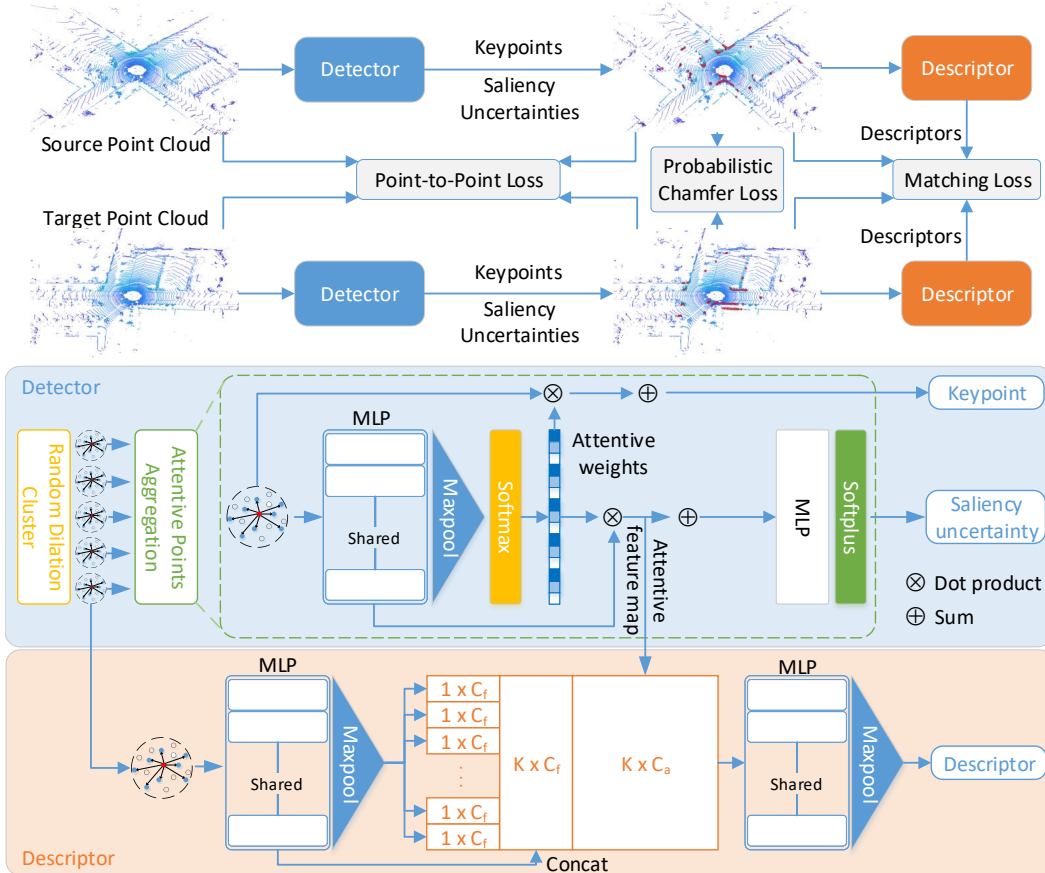 Detector
Keypoints
Saliency
Uncertainties
Descriptor
Source Point Cloud
Descriptors
Point-to-Point Loss
Probabilistic
Chamfer Loss
Matching Loss
Target Point Cloud
Descriptors
Detector
Keypoints
Saliency
Uncertainties
Descriptor
Detector
Random Dilation
Cluster
Attentive Points
Aggregation
MLP
Shared
Maxpool
Softmax
Attentive
weights
Attentive
feature map
MLP
Softplus
Keypoint
Saliency
uncertainty
⊗ Dot product
⊕ Sum
Descriptor
MLP
Shared
Maxpool
1 x Cf
1 x Cf
1 x Cf
....
1 x Cf
1 x Cf
K x Cf
K x Ca
Concat
MLP
Shared
Maxpool
Descriptor